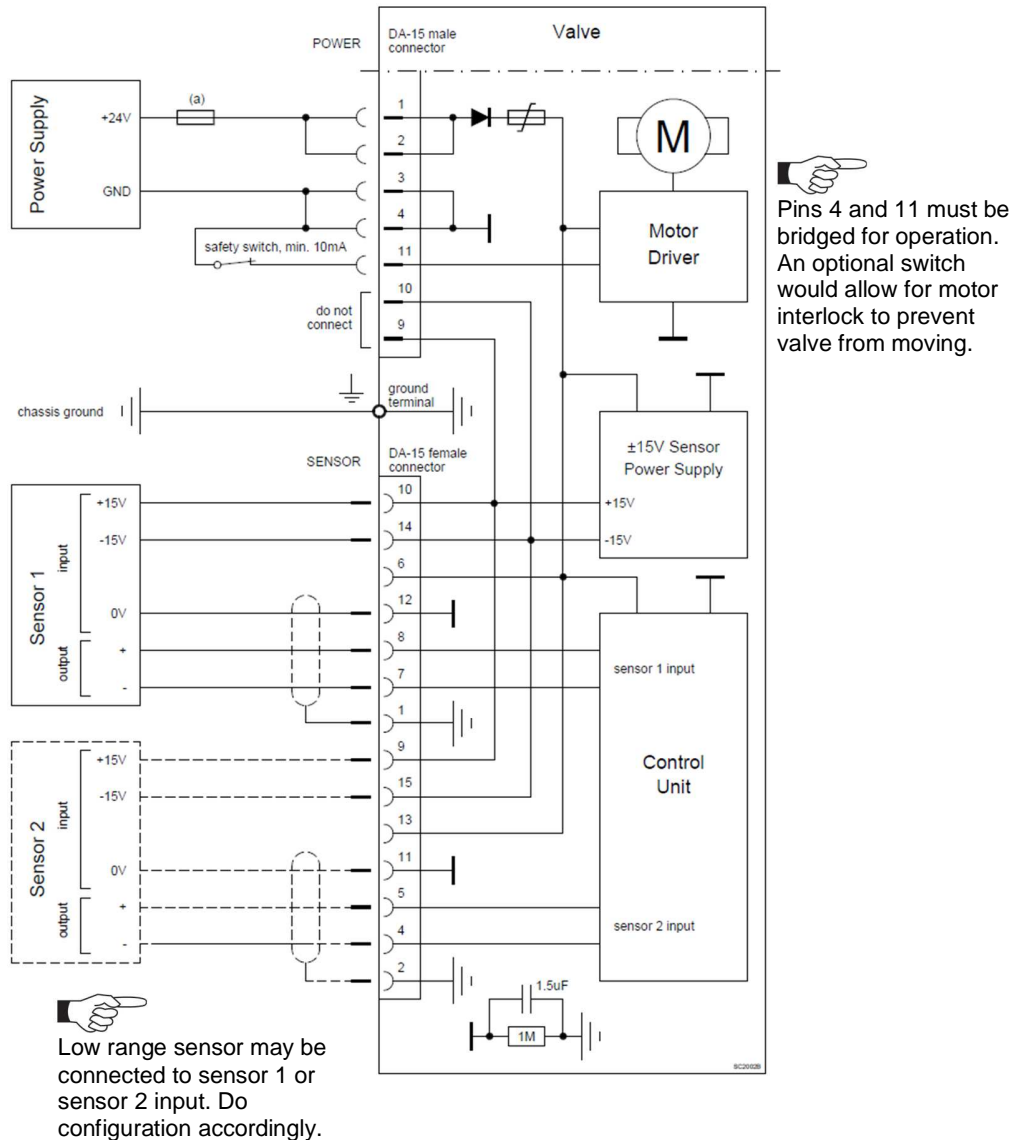 POWER
DA-15 male
connector
Valve
Power Supply
+24V
(a)
GND
safety switch, min. 10mA
do not
connect
1
2
3
4
11
10
9
M
Motor
Driver
Pins 4 and 11 must be
bridged for operation.
An optional switch
would allow for motor
interlock to prevent
valve from moving.
chassis ground
ground
terminal
SENSOR
DA-15 female
connector
±15V Sensor
Power Supply
+15V
-15V
Sensor 1
input
+15V
-15V
0V
output
+
-
10
14
6
12
8
7
1
sensor 1 input
Control
Unit
sensor 2 input
Sensor 2
input
+15V
-15V
0V
output
+
-
9
15
13
11
5
4
2
1.5uF
1M
SC2002B
Low range sensor may be
connected to sensor 1 or
sensor 2 input. Do
configuration accordingly.